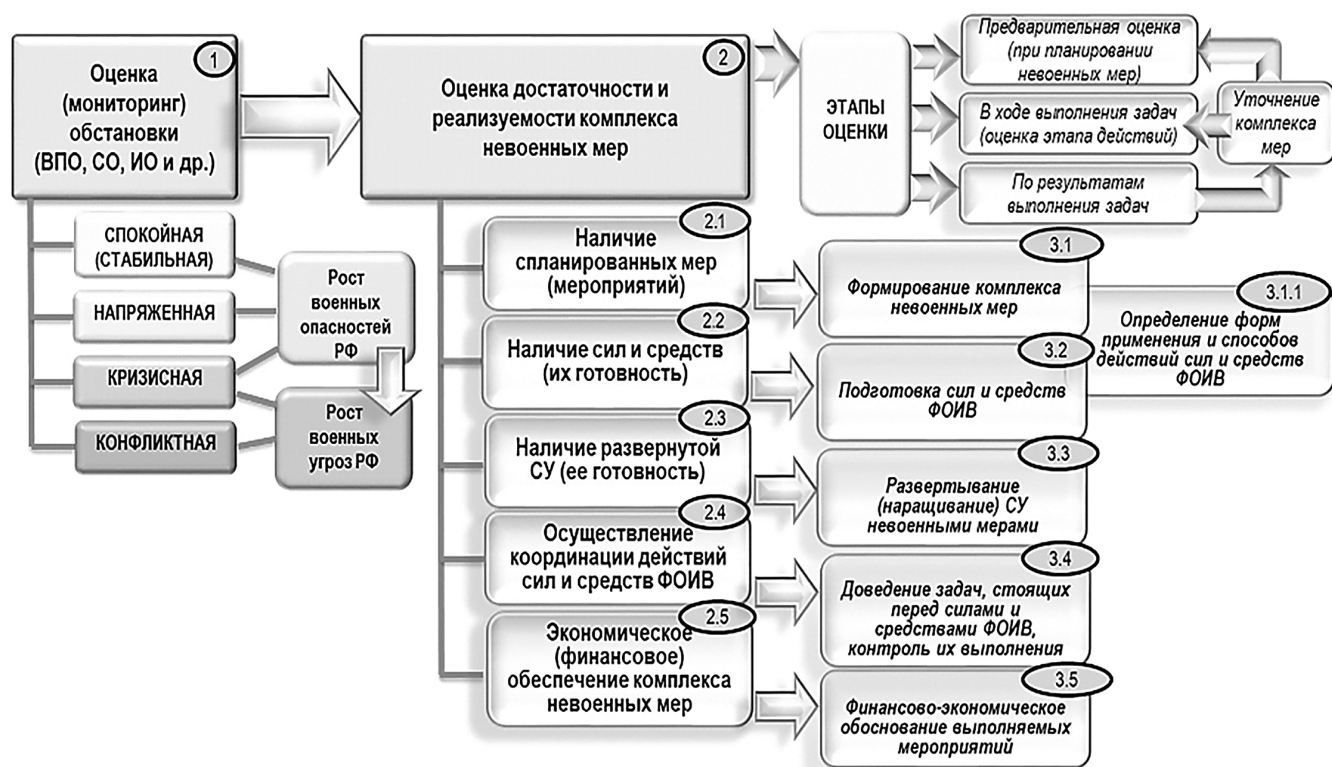 1
Оценка
(мониторинг)
обстановки
(ВПО, СО, ИО и др.)
СПОКОЙНАЯ
(СТАБИЛЬНАЯ)
НАПРЯЖЕННАЯ
КРИЗИСНАЯ
КОНФЛИКТНАЯ
Рост
военных
опасностей
РФ
Рост
военных
угроз РФ
2
Оценка достаточности и
реализуемости комплекса
невоенных мер
ЭТАПЫ
ОЦЕНКИ
Предварительная оценка
(при планировании
невоенных мер)
В ходе выполнения задач
(оценка этапа действий)
По результатам
выполнения задач
Уточнение
комплекса
мер
2.1
Наличие
спланированных мер
(мероприятий)
2.2
Наличие сил и средств
(их готовность)
2.3
Наличие развернутой
СУ (ее готовность)
2.4
Осуществление
координации действий
сил и средств ФОИВ
2.5
Экономическое
(финансовое)
обеспечение комплекса
невоенных мер
3.1
Формирование комплекса
невоенных мер
3.1.1
Определение форм
применения и способов
действий сил и средств
ФОИВ
3.2
Подготовка сил и средств
ФОИВ
3.3
Развертывание
(наращивание) СУ
невоенными мерами
3.4
Доведение задач, стоящих
перед силами и
средствами ФОИВ,
контроль их выполнения
3.5
Финансово-экономическое
обоснование выполняемых
мероприятий